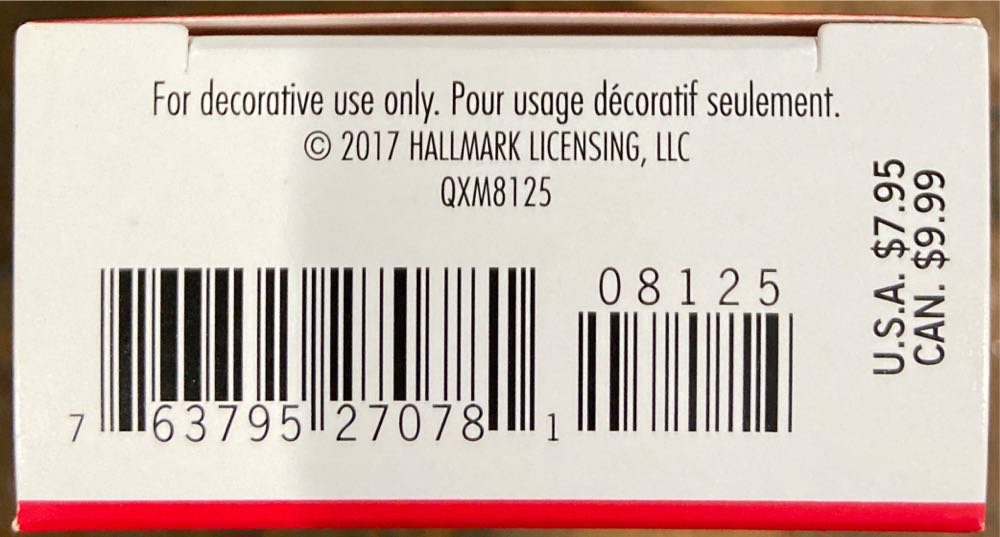 For decorative use only. Pour usage décoratif seulement.
© 2017 HALLMARK LICENSING, LLC
QXM8125
U.S.A. $7.95
CAN. $9.99
08125
7 63795 27078 1